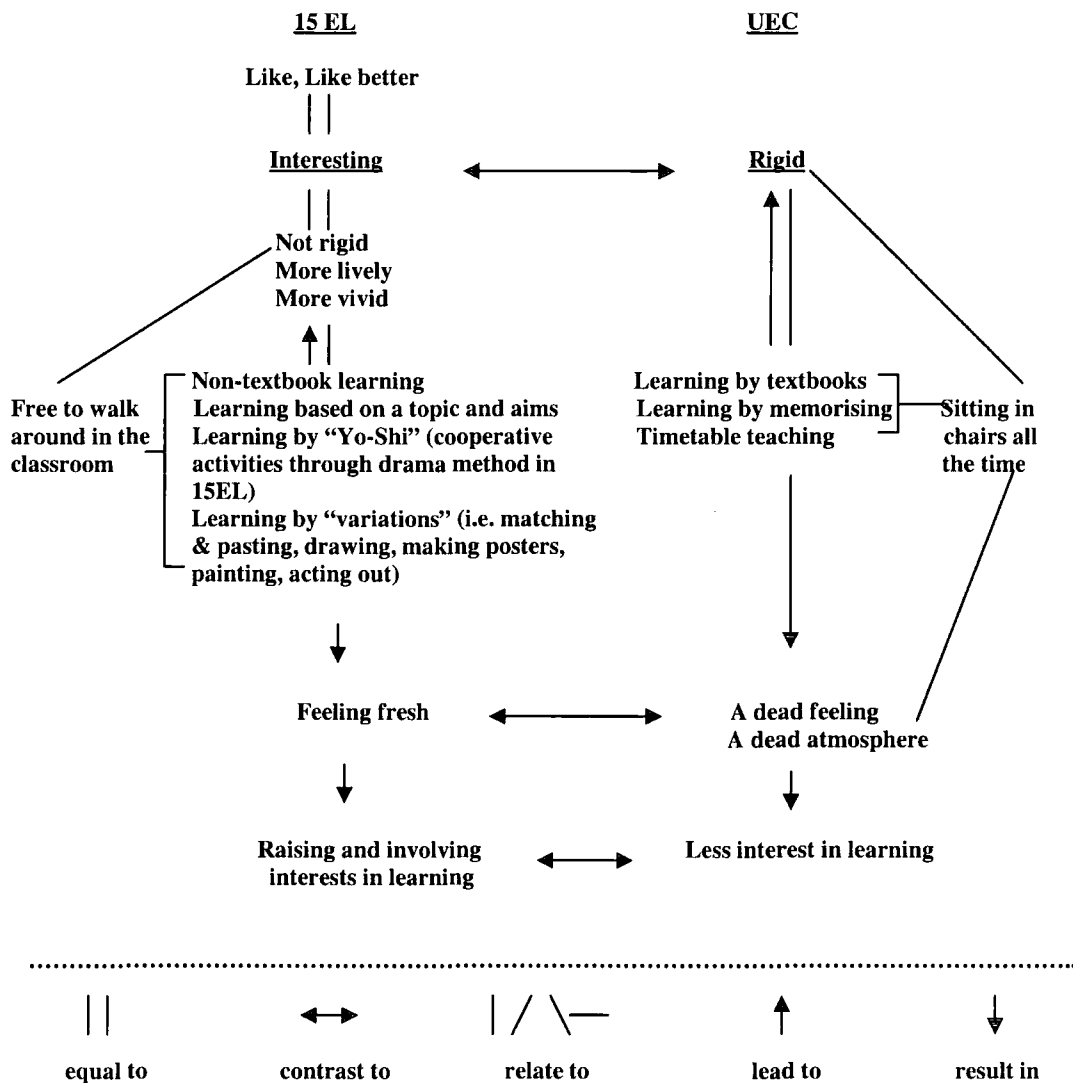 15 EL
UEC
Like, Like better
Interesting
Rigid
Not rigid
More lively
More vivid
Free to walk
around in the
classroom
Non-textbook learning
Learning based on a topic and aims
Learning by “Yo-Shi” (cooperative
activities through drama method in
15EL)
Learning by “variations” (i.e. matching
& pasting, drawing, making posters,
painting, acting out)
Learning by textbooks
Learning by memorising
Timetable teaching
Sitting in
chairs all
the time
Feeling fresh
A dead feeling
A dead atmosphere
Raising and involving
interests in learning
Less interest in learning
equal to
contrast to
relate to
lead to
result in